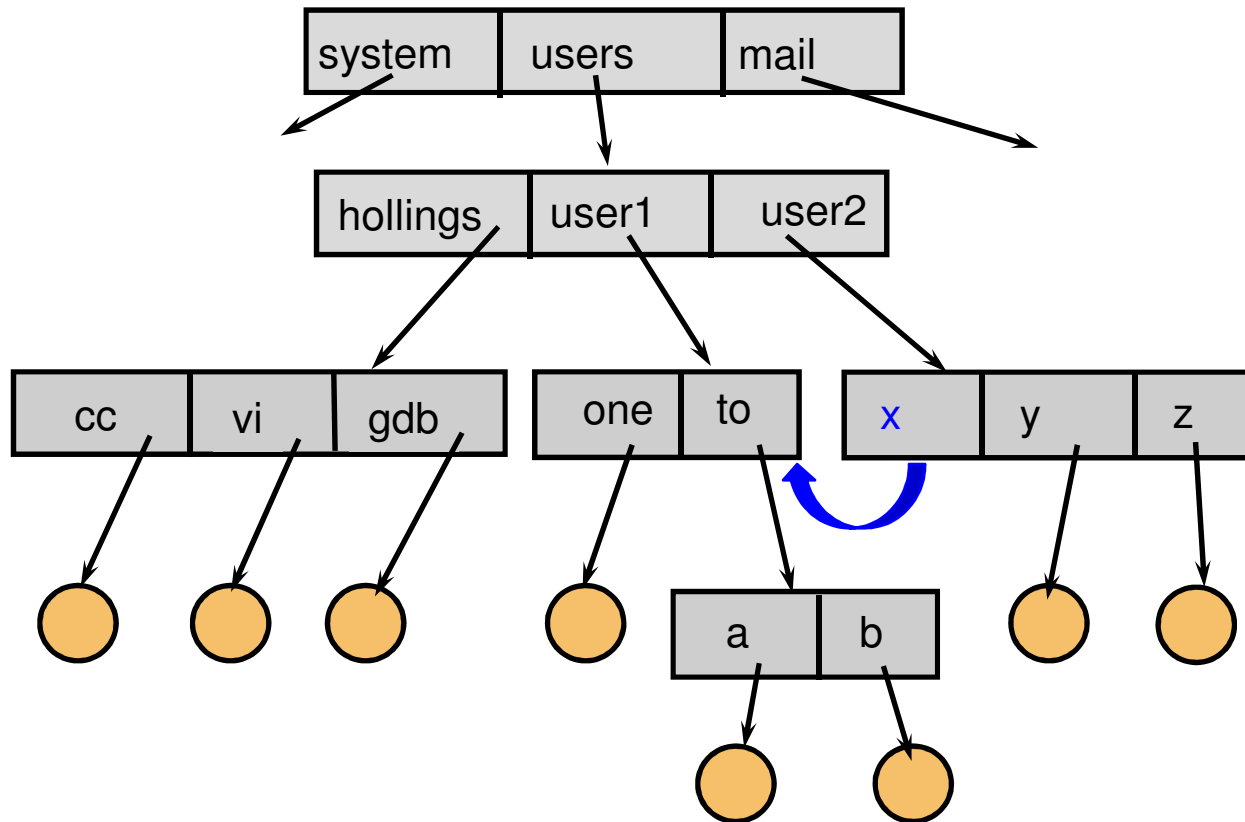 system users mail
hollings user1 user2
cc vi gdb one to x y z
a b